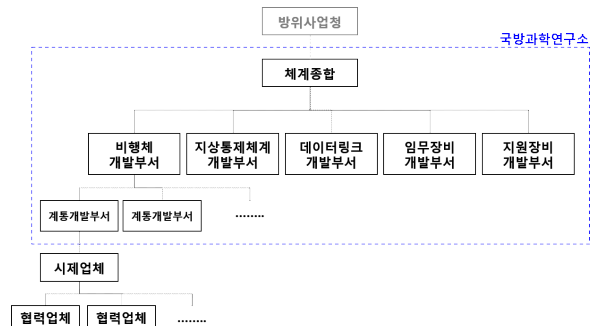 방위사업청
국방과학연구소
체계종합
비행체
개발부서
지상통제체계
개발부서
데이터링크
개발부서
임무장비
개발부서
지원장비
개발부서
계통개발부서
계통개발부서
........
시제업체
협력업체
협력업체
........